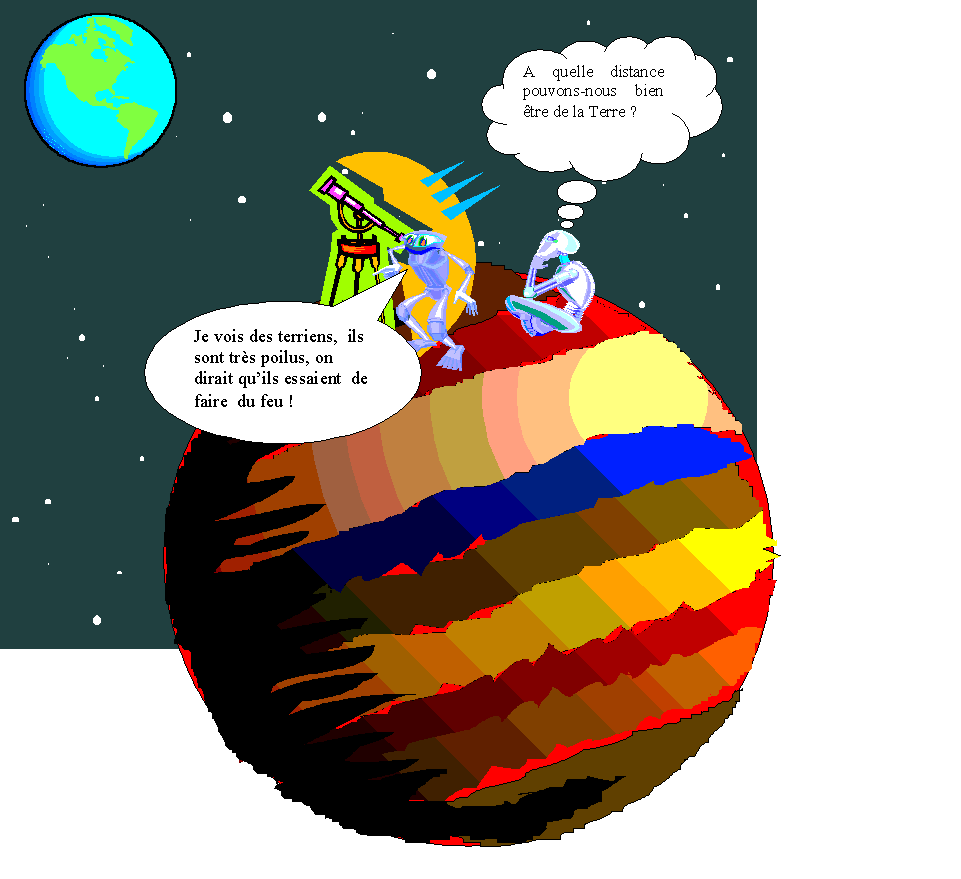 A quelle distance
pouvons-nous bien
être de la Terre ?
Je vois des terriens, ils
sont très poilus, on
dirait qu’ils essaient de
faire du feu !